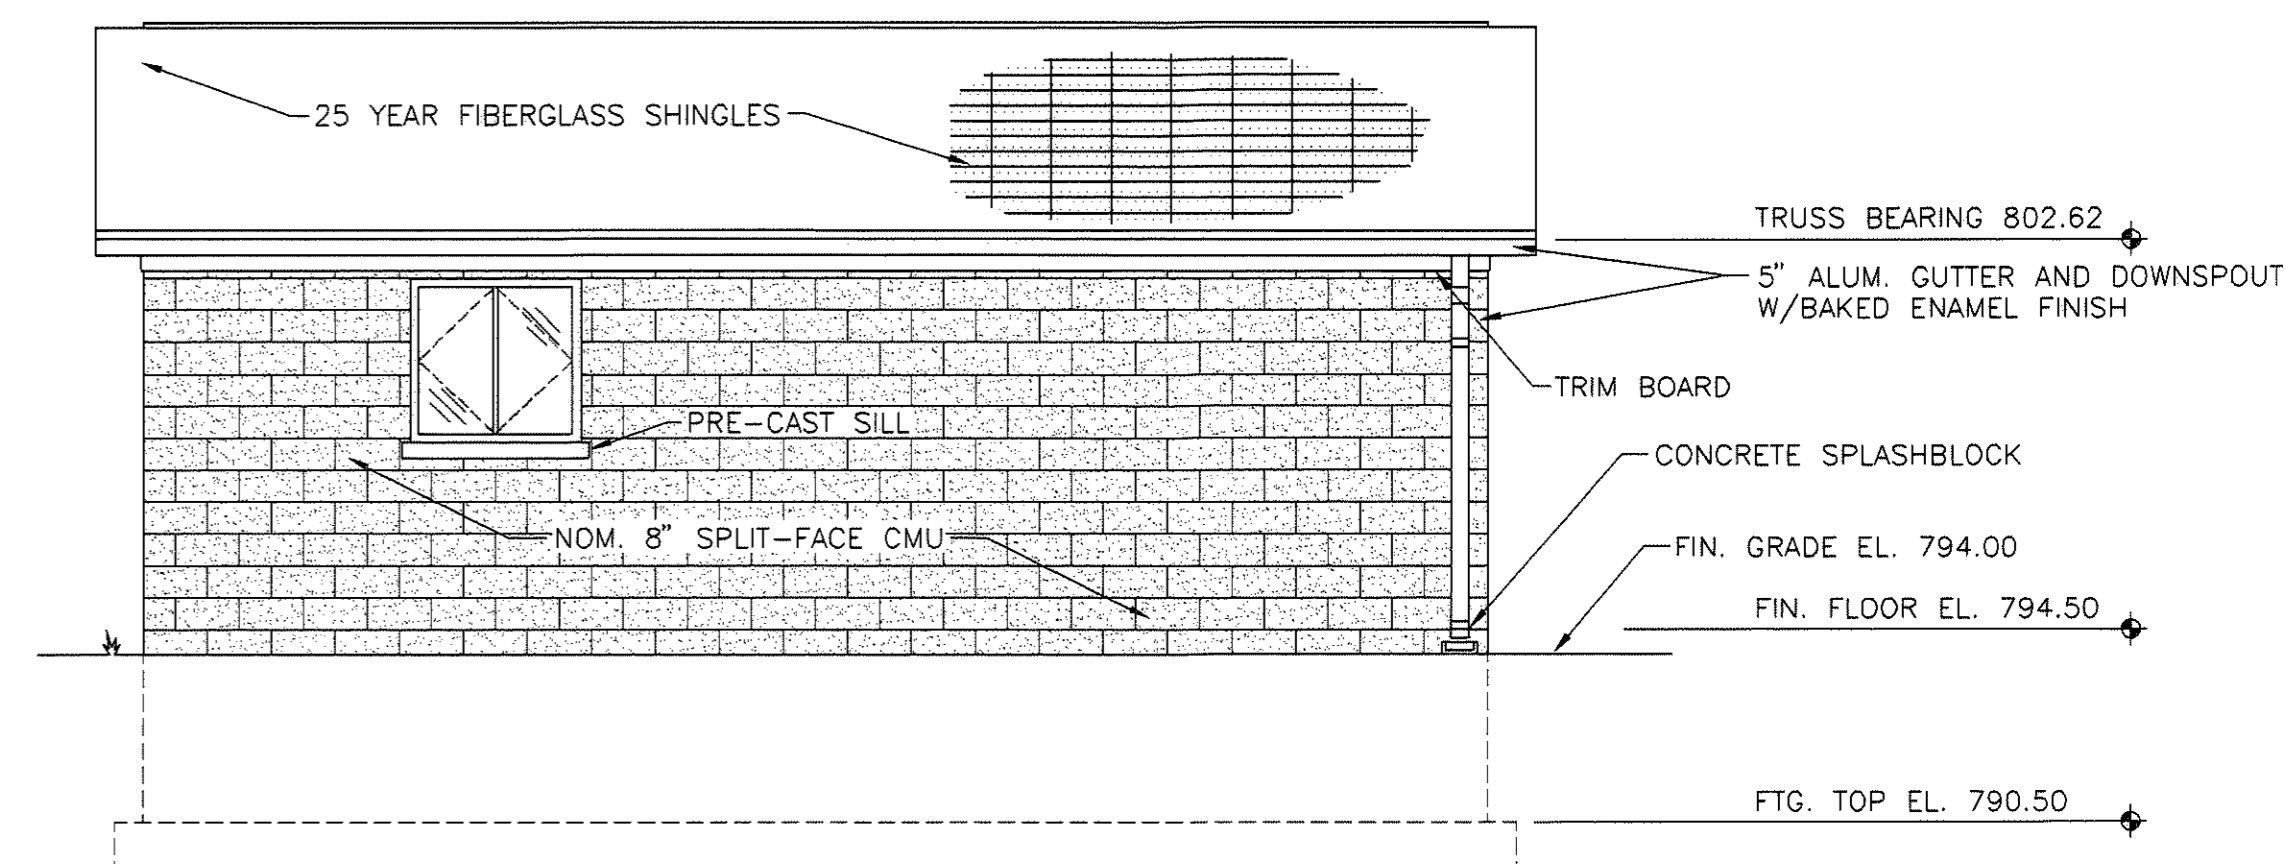 25 YEAR FIBERGLASS SHINGLES
TRUSS BEARING 802.62
5" ALUM. GUTTER AND DOWNSPOUT
W/BAKED ENAMEL FINISH
TRIM BOARD
PRE-CAST SILL
CONCRETE SPLASHBLOCK
NOM. 8" SPLIT-FACE CMU
FIN. GRADE EL. 794.00
FIN. FLOOR EL. 794.50
FTG. TOP EL. 790.50